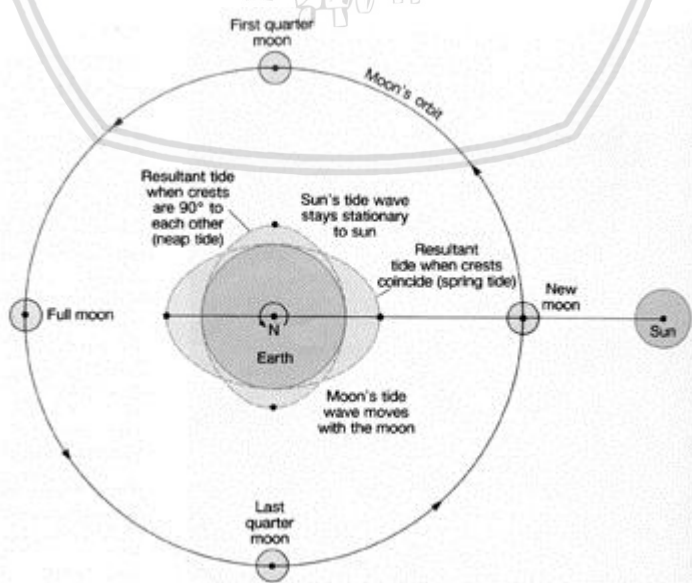 First quarter
moon
Moon's orbit
Resultant tide
when crests
are 90° to
each other
(neap tide)
Sun's tide wave
stays stationary
to sun
Resultant
tide when crests
coincide (spring tide)
New
moon
Full moon
N
Sun
Earth
Moon's tide
wave moves
with the moon
Last
quarter
moon